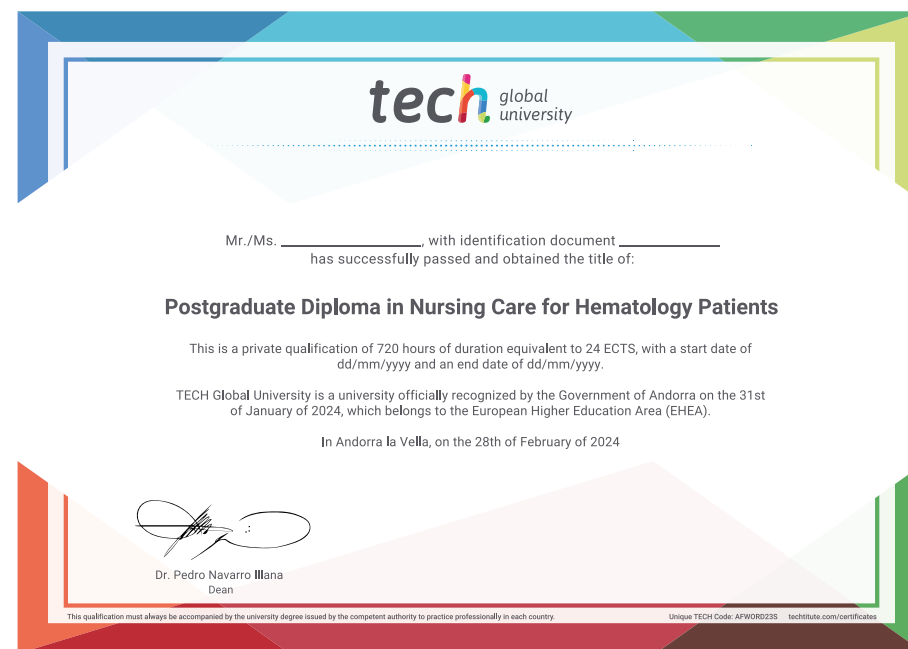 tech global
university
Mr./Ms. ____________, with identification document ____________
has successfully passed and obtained the title of:
Postgraduate Diploma in Nursing Care for Hematology Patients
This is a private qualification of 720 hours of duration equivalent to 24 ECTS, with a start date of
dd/mm/yyyy and an end date of dd/mm/yyyy.
TECH Global University is a university officially recognized by the Government of Andorra on the 31st
of January of 2024, which belongs to the European Higher Education Area (EHEA).
In Andorra la Vella, on the 28th of February of 2024
Dr. Pedro Navarro Illana
Dean
This qualification must always be accompanied by the university degree issued by the competent authority to practice professionally in each country. Unique TECH Code: AFWORD23S techtitute.com/certificates